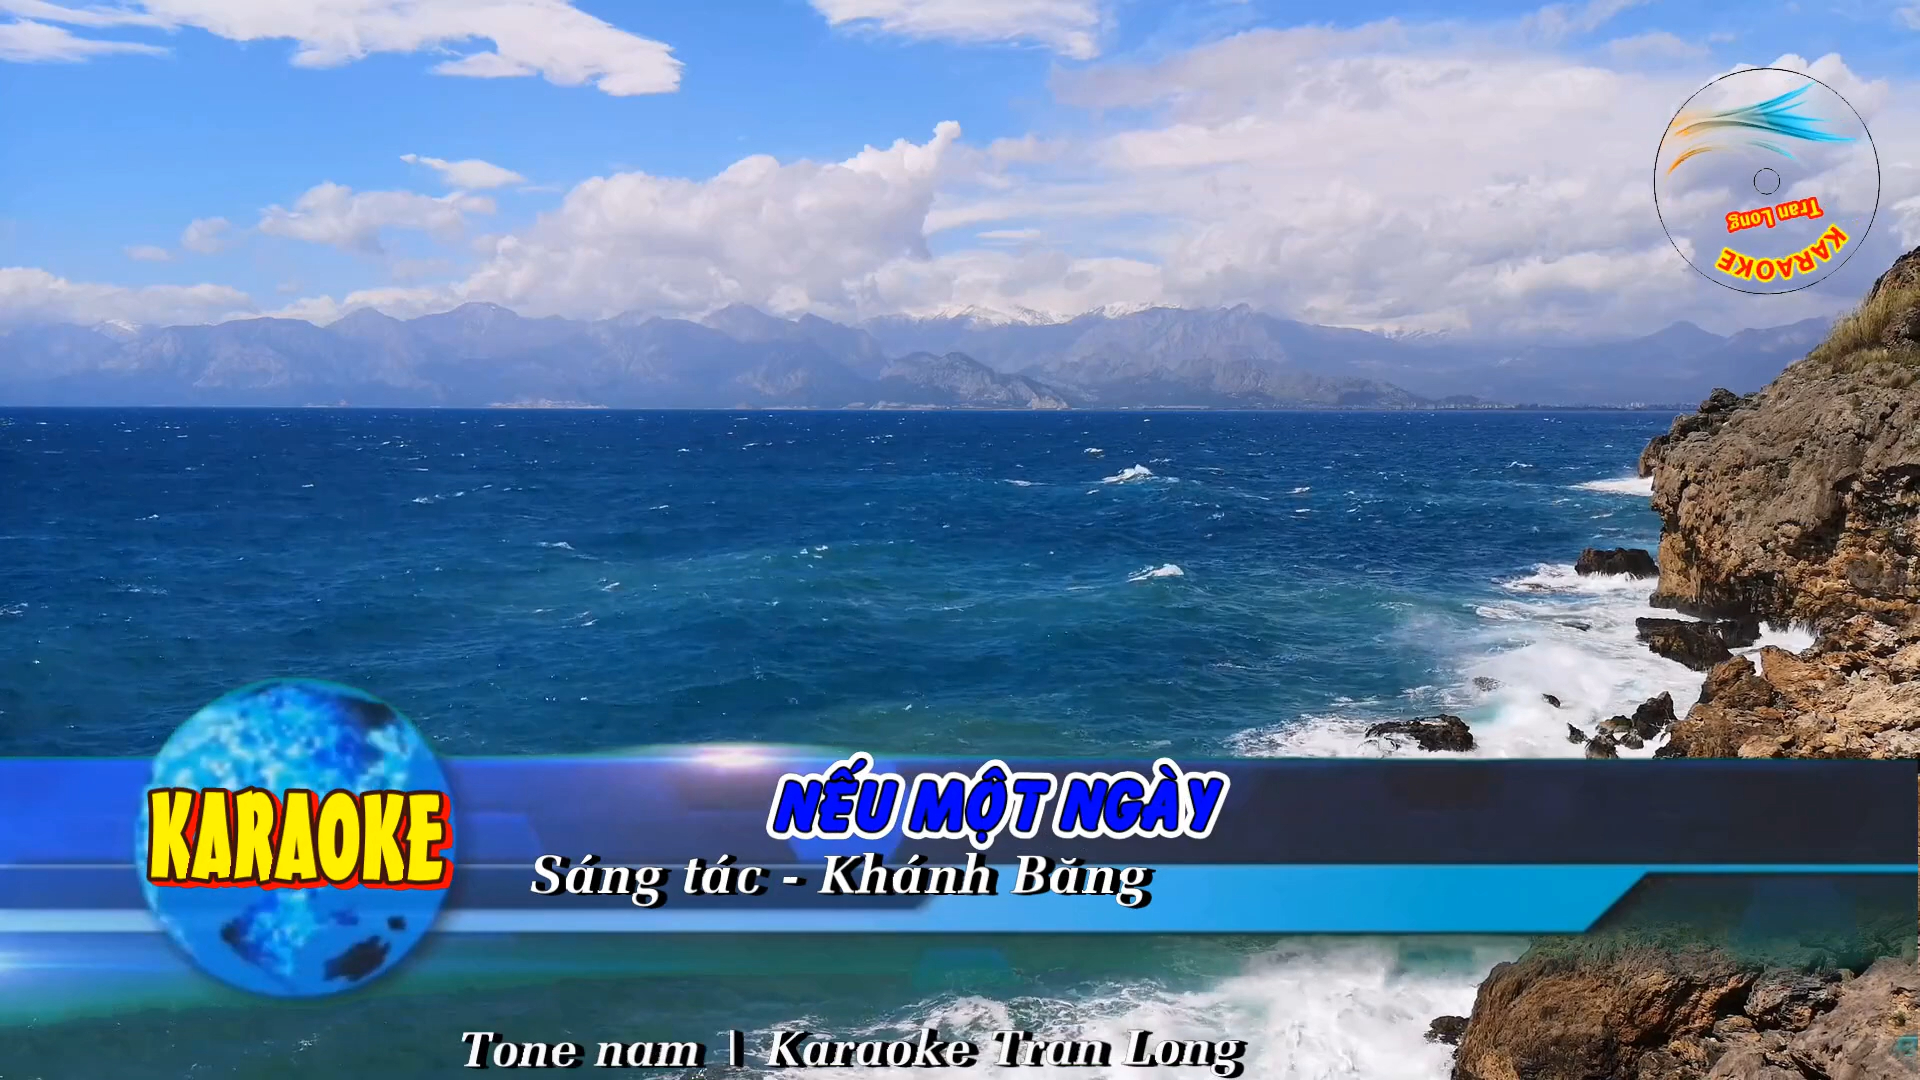 Tran Long
KARAOKE
KARAOKE
NẾU MỘT NGÀY
Sáng tác - Khánh Băng
Tone nam | Karaoke Tran Long